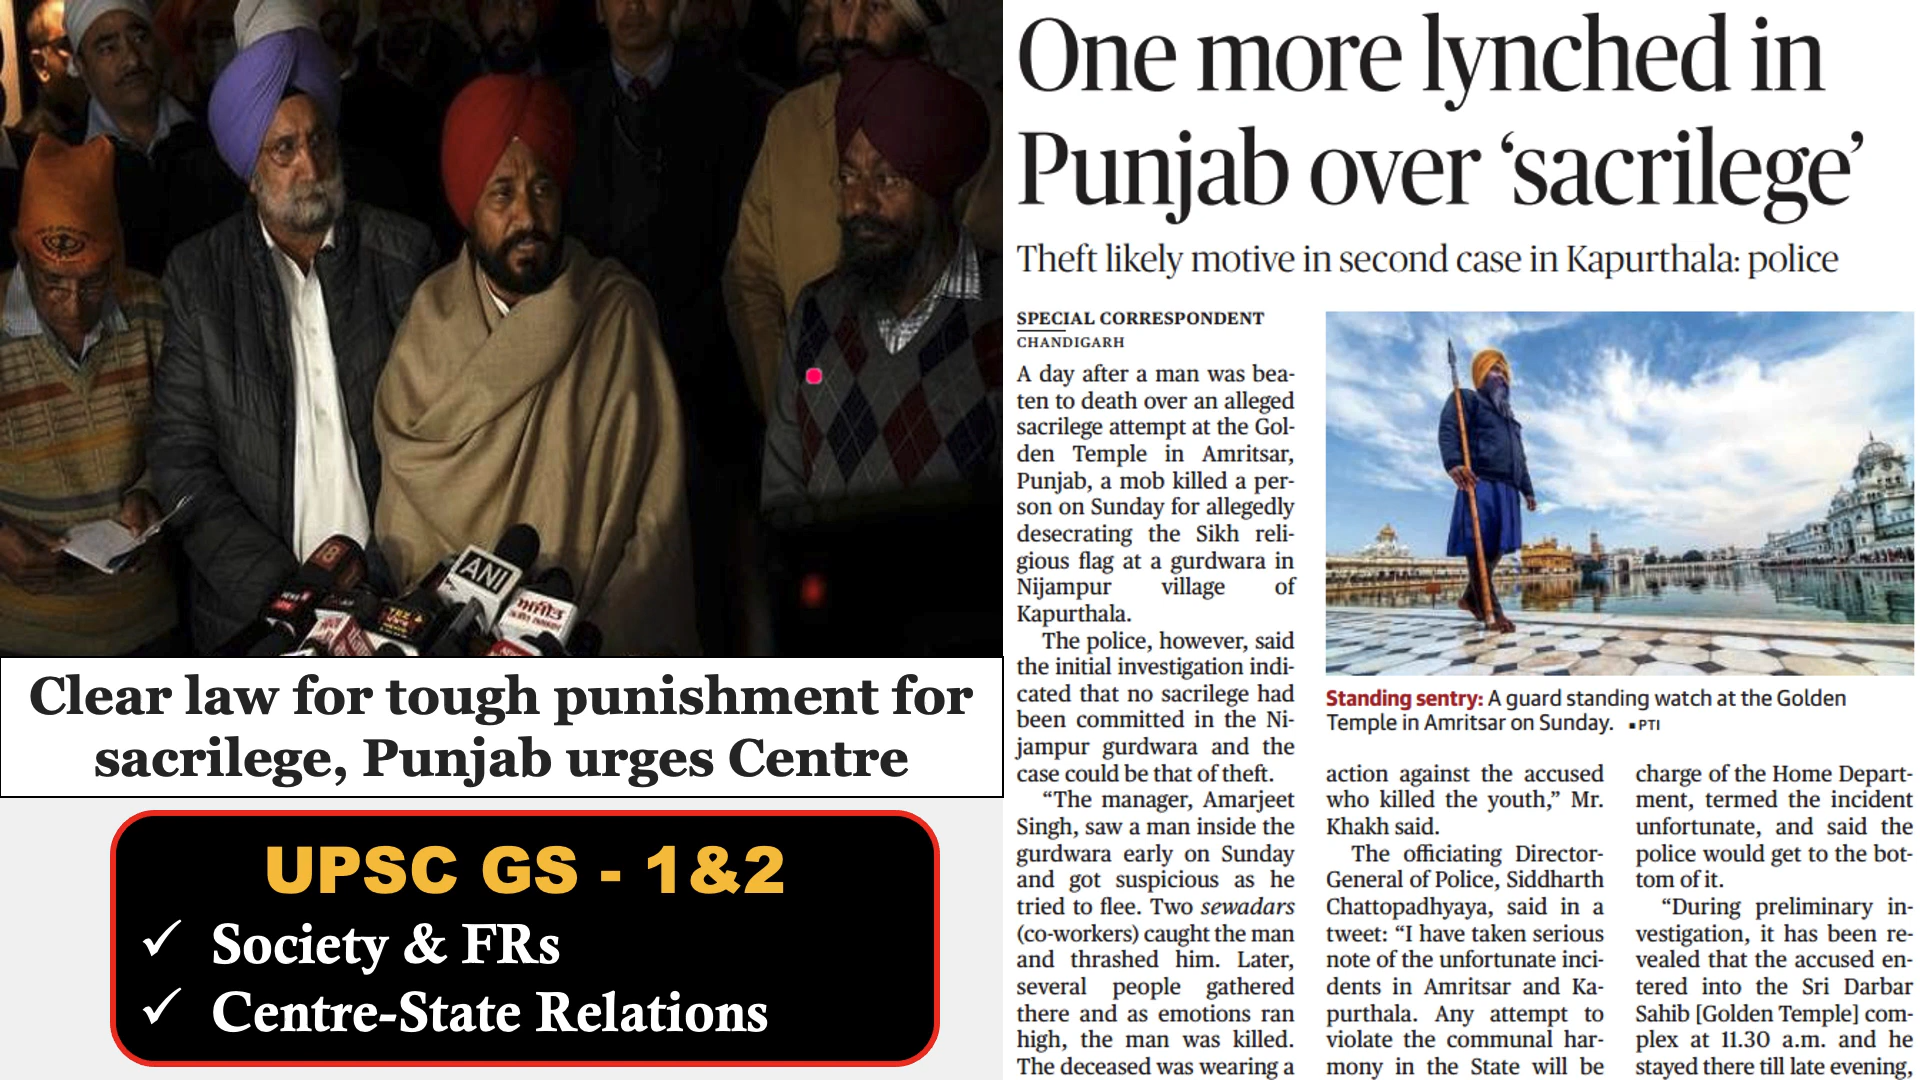 ANI
ਅਜੀਤ
Clear law for tough punishment for
sacrilege, Punjab urges Centre
UPSC GS - 1&2
✓ Society & FRs
✓ Centre-State Relations
One more lynched in
Punjab over ‘sacrilege’
Theft likely motive in second case in Kapurthala: police
SPECIAL CORRESPONDENT
CHANDIGARH
A day after a man was bea-
ten to death over an alleged
sacrilege attempt at the Gol-
den Temple in Amritsar,
Punjab, a mob killed a per-
son on Sunday for allegedly
desecrating the Sikh reli-
gious flag at a gurdwara in
Nijampur village of
Kapurthala.
The police, however, said
the initial investigation indi-
cated that no sacrilege had
been committed in the Ni-
jampur gurdwara and the
case could be that of theft.
“The manager, Amarjeet
Singh, saw a man inside the
gurdwara early on Sunday
and got suspicious as he
tried to flee. Two sewadars
(co-workers) caught the man
and thrashed him. Later,
several people gathered
there and as emotions ran
high, the man was killed.
The deceased was wearing a
Standing sentry: A guard standing watch at the Golden
Temple in Amritsar on Sunday. ▪PTI
action against the accused
who killed the youth,” Mr.
Khakh said.
The officiating Director-
General of Police, Siddharth
Chattopadhyaya, said in a
tweet: “I have taken serious
note of the unfortunate inci-
dents in Amritsar and Ka-
purthala. Any attempt to
violate the communal har-
mony in the State will be
charge of the Home Depart-
ment, termed the incident
unfortunate, and said the
police would get to the bot-
tom of it.
“During preliminary in-
vestigation, it has been re-
vealed that the accused en-
tered into the Sri Darbar
Sahib [Golden Temple] com-
plex at 11.30 a.m. and he
stayed there till late evening,